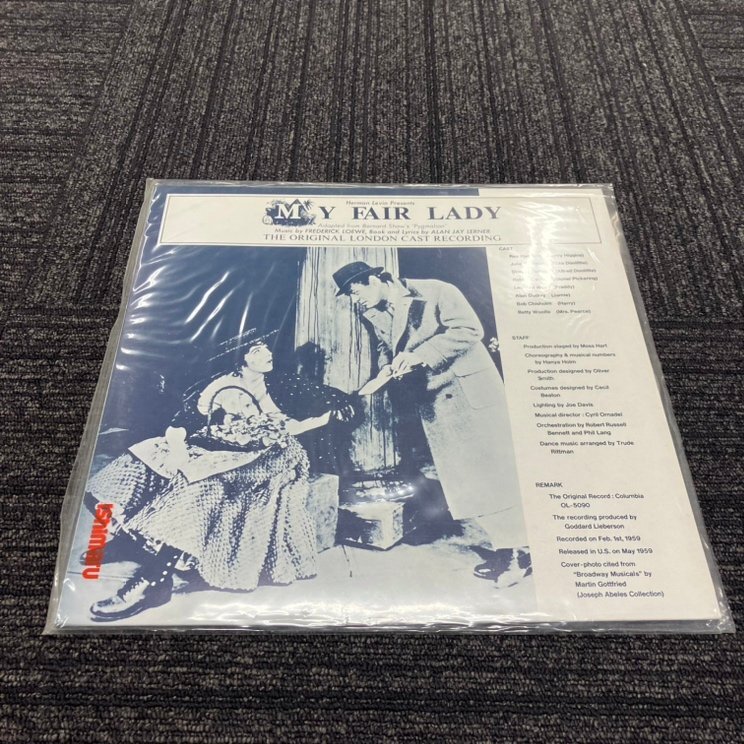 Herman Levin Presents
MY FAIR LADY
Adapted from Bernard Shaw's 'Pygmalion'
Music by FREDERICK LOEWE, Book and Lyrics by ALAN JAY LERNER
THE ORIGINAL LONDON CAST RECORDING
CAST
(Freddy)
Alan Dudley (Jamie)
Bob Chisholm (Harry)
Betty Woolfe (Mrs. Pearce)
STAFF
Production staged by Moss Hart
Choreography & musical numbers
by Hanya Holm
Production designed by Oliver
Smith
Costumes designed by Cecil
Beaton
Lighting by Joe Davis
Musical director : Cyril Ornadel
Orchestration by Robert Russell
Bennett and Phil Lang
Dance music arranged by Trude
Rittman
REMARK
The Original Record : Columbia
OL-5090
The recording produced by
Goddard Lieberson
Recorded on Feb. 1st, 1959
Released in U.S. on May 1959
Cover-photo cited from
"Broadway Musicals" by
Martin Gottfried
(Joseph Abeles Collection)